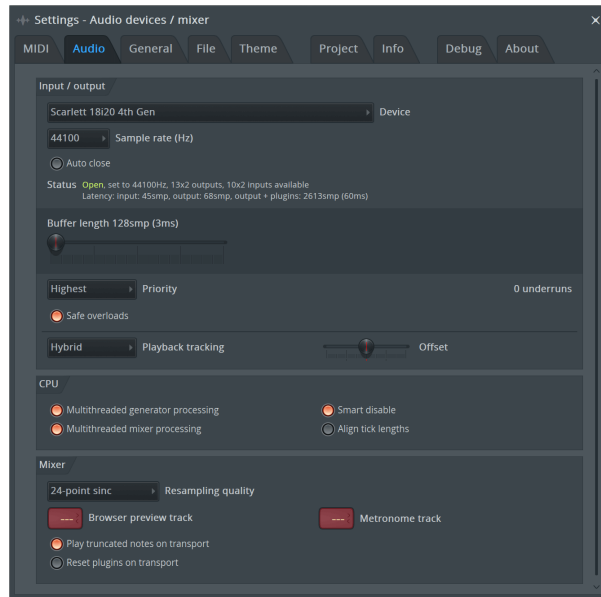 Settings - Audio devices / mixer
MIDI Audio General File Theme Project Info Debug About
Input / output
Scarlett 18i20 4th Gen Device
44100 Sample rate (Hz)
Auto close
Status Open, set to 44100Hz, 13x2 outputs, 10x2 inputs available
Latency: input: 45smp, output: 68smp, output + plugins: 2613smp (60ms)
Buffer length 128smp (3ms)
Highest Priority 0 underruns
Safe overloads
Hybrid Playback tracking Offset
CPU
Multithreaded generator processing Smart disable
Multithreaded mixer processing Align tick lengths
Mixer
24-point sinc Resampling quality
--- Browser preview track --- Metronome track
Play truncated notes on transport
Reset plugins on transport